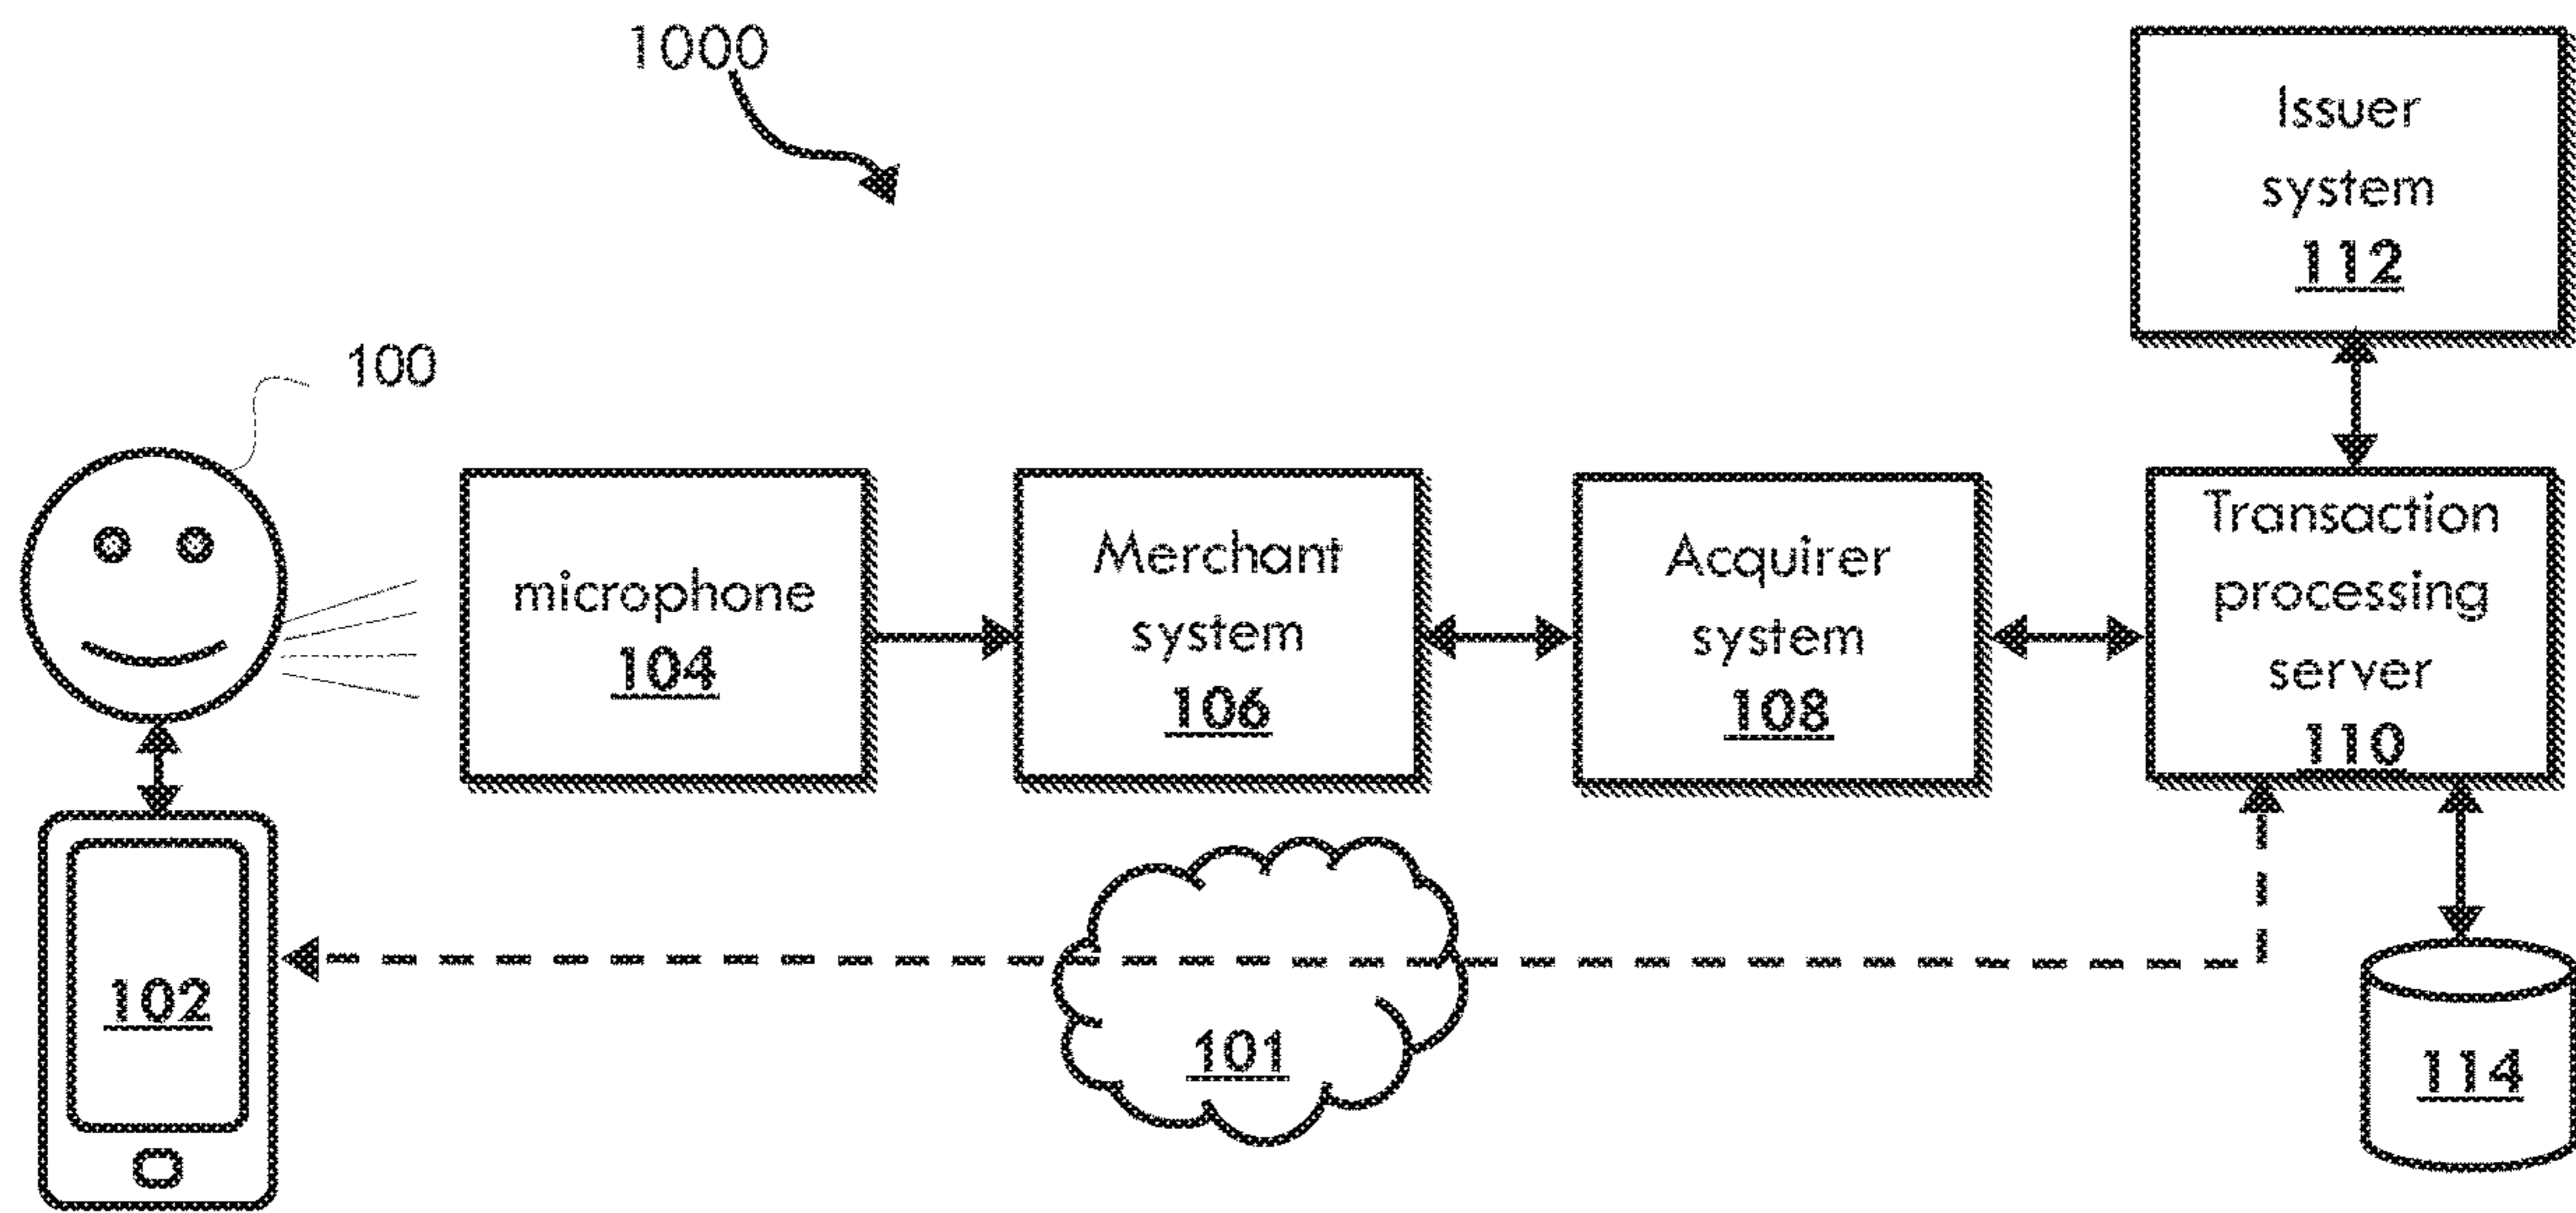 1000
Issuer
system
112
100
microphone
104
Merchant
system
106
Acquirer
system
108
Transaction
processing
server
110
102
101
114